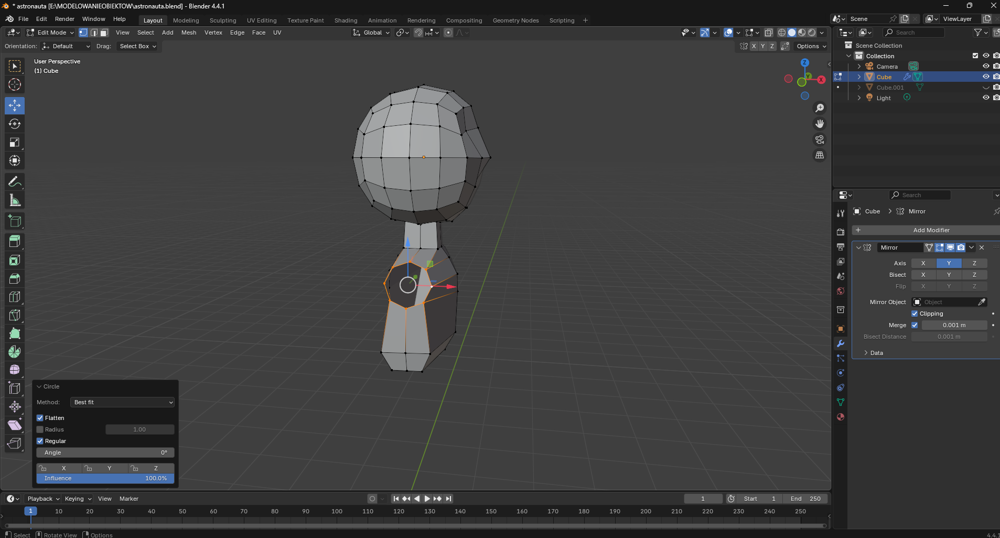 * astronauta [E:\MODELOWANIEOBIEKTOW\astronauta.blend] - Blender 4.4.1
File Edit Render Window Help Layout Modeling Sculpting UV Editing Texture Paint Shading Animation Rendering Compositing Geometry Nodes Scripting + Scene ViewLayer
Edit Mode View Select Add Mesh Vertex Edge Face UV Global Search
Orientation: Default Drag: Select Box X Y Z Options
User Perspective
(1) Cube
Z
Y
X
Scene Collection
Collection
Camera
Cube
Cube.001
Light
Search
Cube > Mirror
+ Add Modifier
Mirror
Axis X Y Z
Bisect X Y Z
Flip X Y Z
Mirror Object Object
Clipping
Merge 0.001 m
Bisect Distance 0.001 m
Data
Circle
Method: Best fit
Flatten
Radius 1.00
Regular
Angle 0°
X Y Z
Influence 100.0%
Playback Keying View Marker 1 Start 1 End 250
1 10 20 30 40 50 60 70 80 90 100 110 120 130 140 150 160 170 180 190 200 210 220 230 240 250
Select Rotate View Options 4.4.1